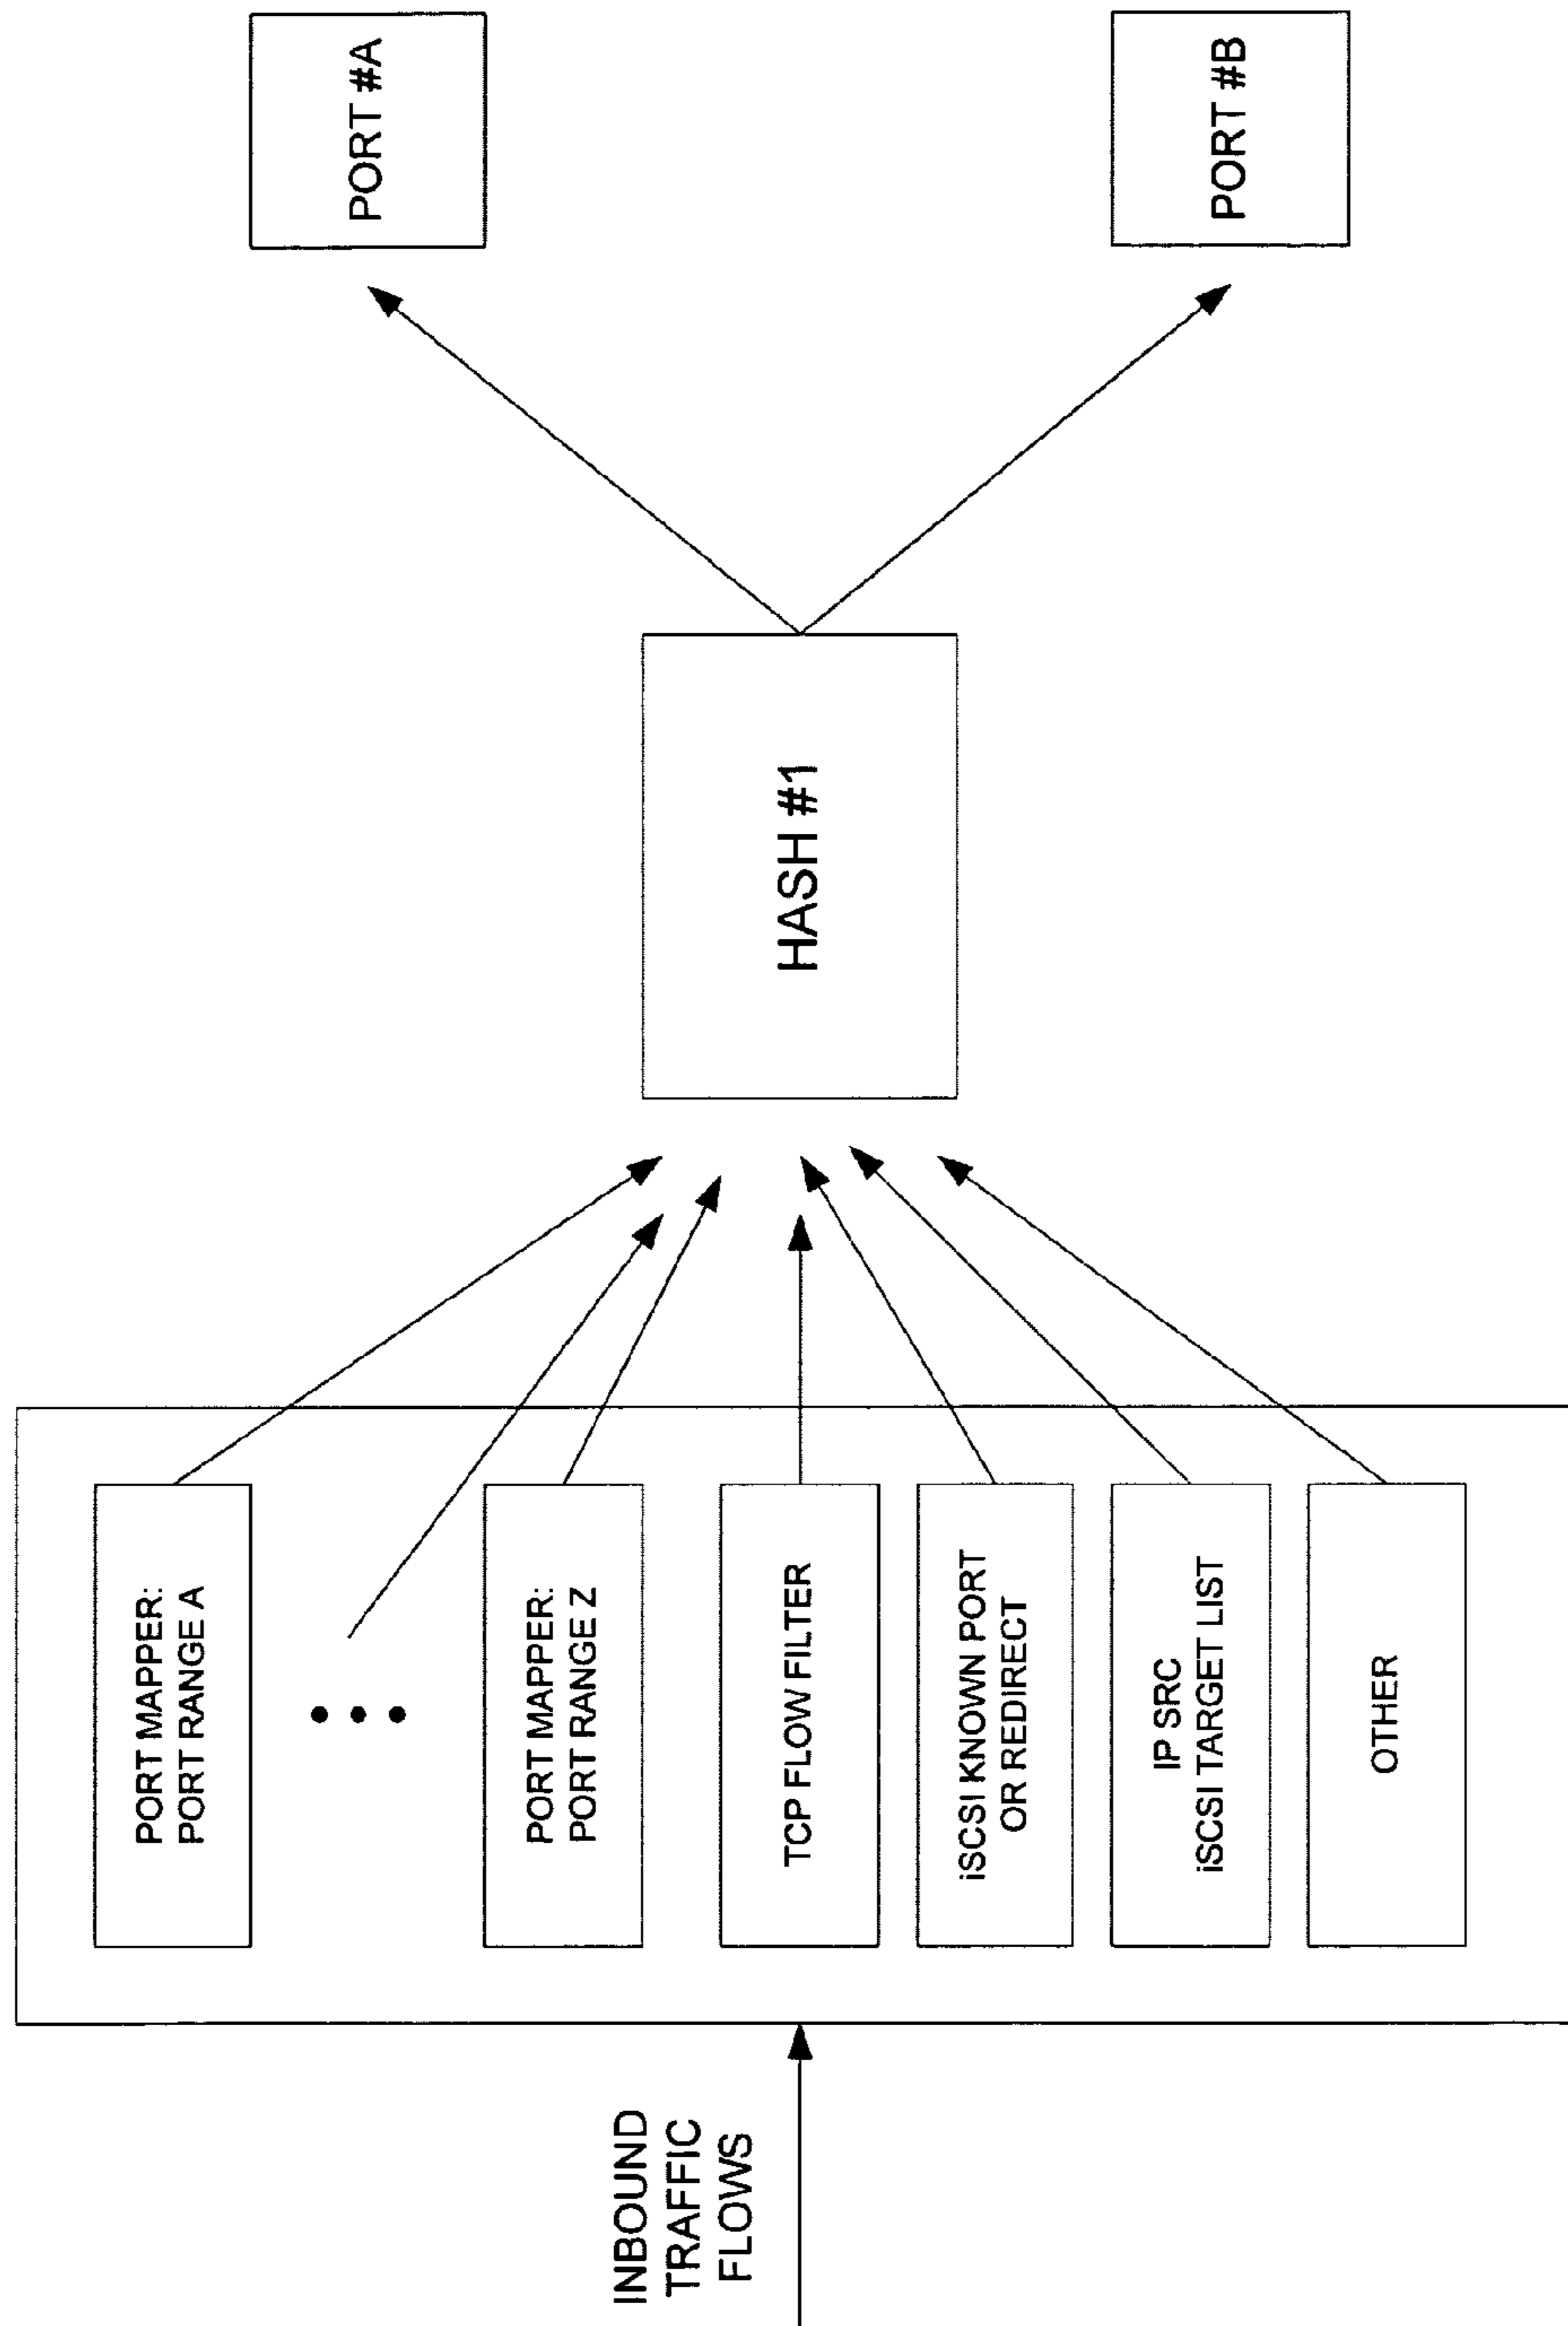 INBOUND
TRAFFIC
FLOWS
PORT MAPPER:
PORT RANGE A
PORT MAPPER:
PORT RANGE Z
TCP FLOW FILTER
iSCSI KNOWN PORT
OR REDIRECT
IP SRC
iSCSI TARGET LIST
OTHER
HASH #1
PORT #A
PORT #B